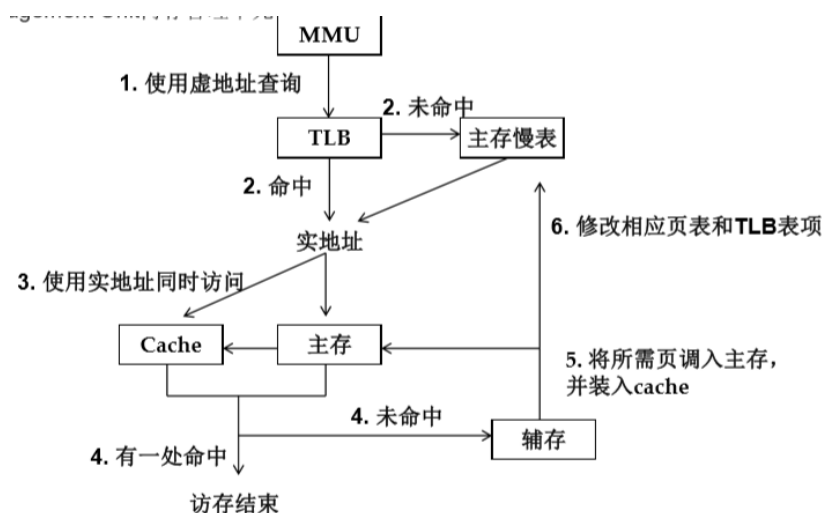 MMU
1. 使用虚地址查询
2. 未命中
TLB
主存慢表
2. 命中
实地址
6. 修改相应页表和TLB表项
3. 使用实地址同时访问
Cache
主存
5. 将所需页调入主存，
并装入cache
4. 未命中
辅存
4. 有一处命中
访存结束